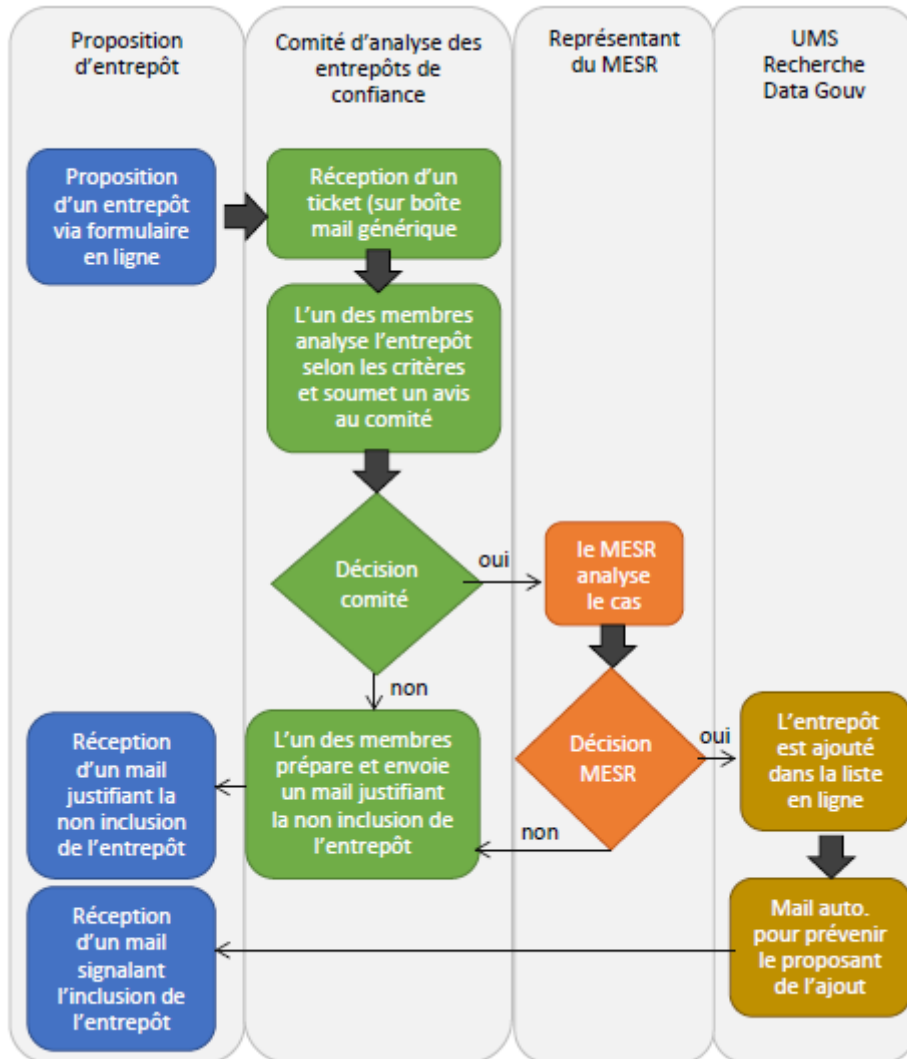 Proposition
d'entrepôt
Comité d'analyse des
entrepôts de
confiance
Représentant
du MESR
UMS
Recherche
Data Gouv
Proposition
d'un entrepôt
via formulaire
en ligne
Réception d'un
ticket (sur boîte
mail générique
L'un des membres
analyse l'entrepôt
selon les critères
et soumet un avis
au comité
Décision
comité
oui
le MESR
analyse
le cas
non
Réception
d'un mail
justifiant la
non inclusion
de l'entrepôt
L'un des membres
prépare et envoie
un mail justifiant
la non inclusion de
l'entrepôt
Décision
MESR
oui
L'entrepôt
est ajouté
dans la liste
en ligne
non
Réception
d'un mail
signalant
l'inclusion de
l'entrepôt
Mail auto.
pour prévenir
le proposant
de l'ajout